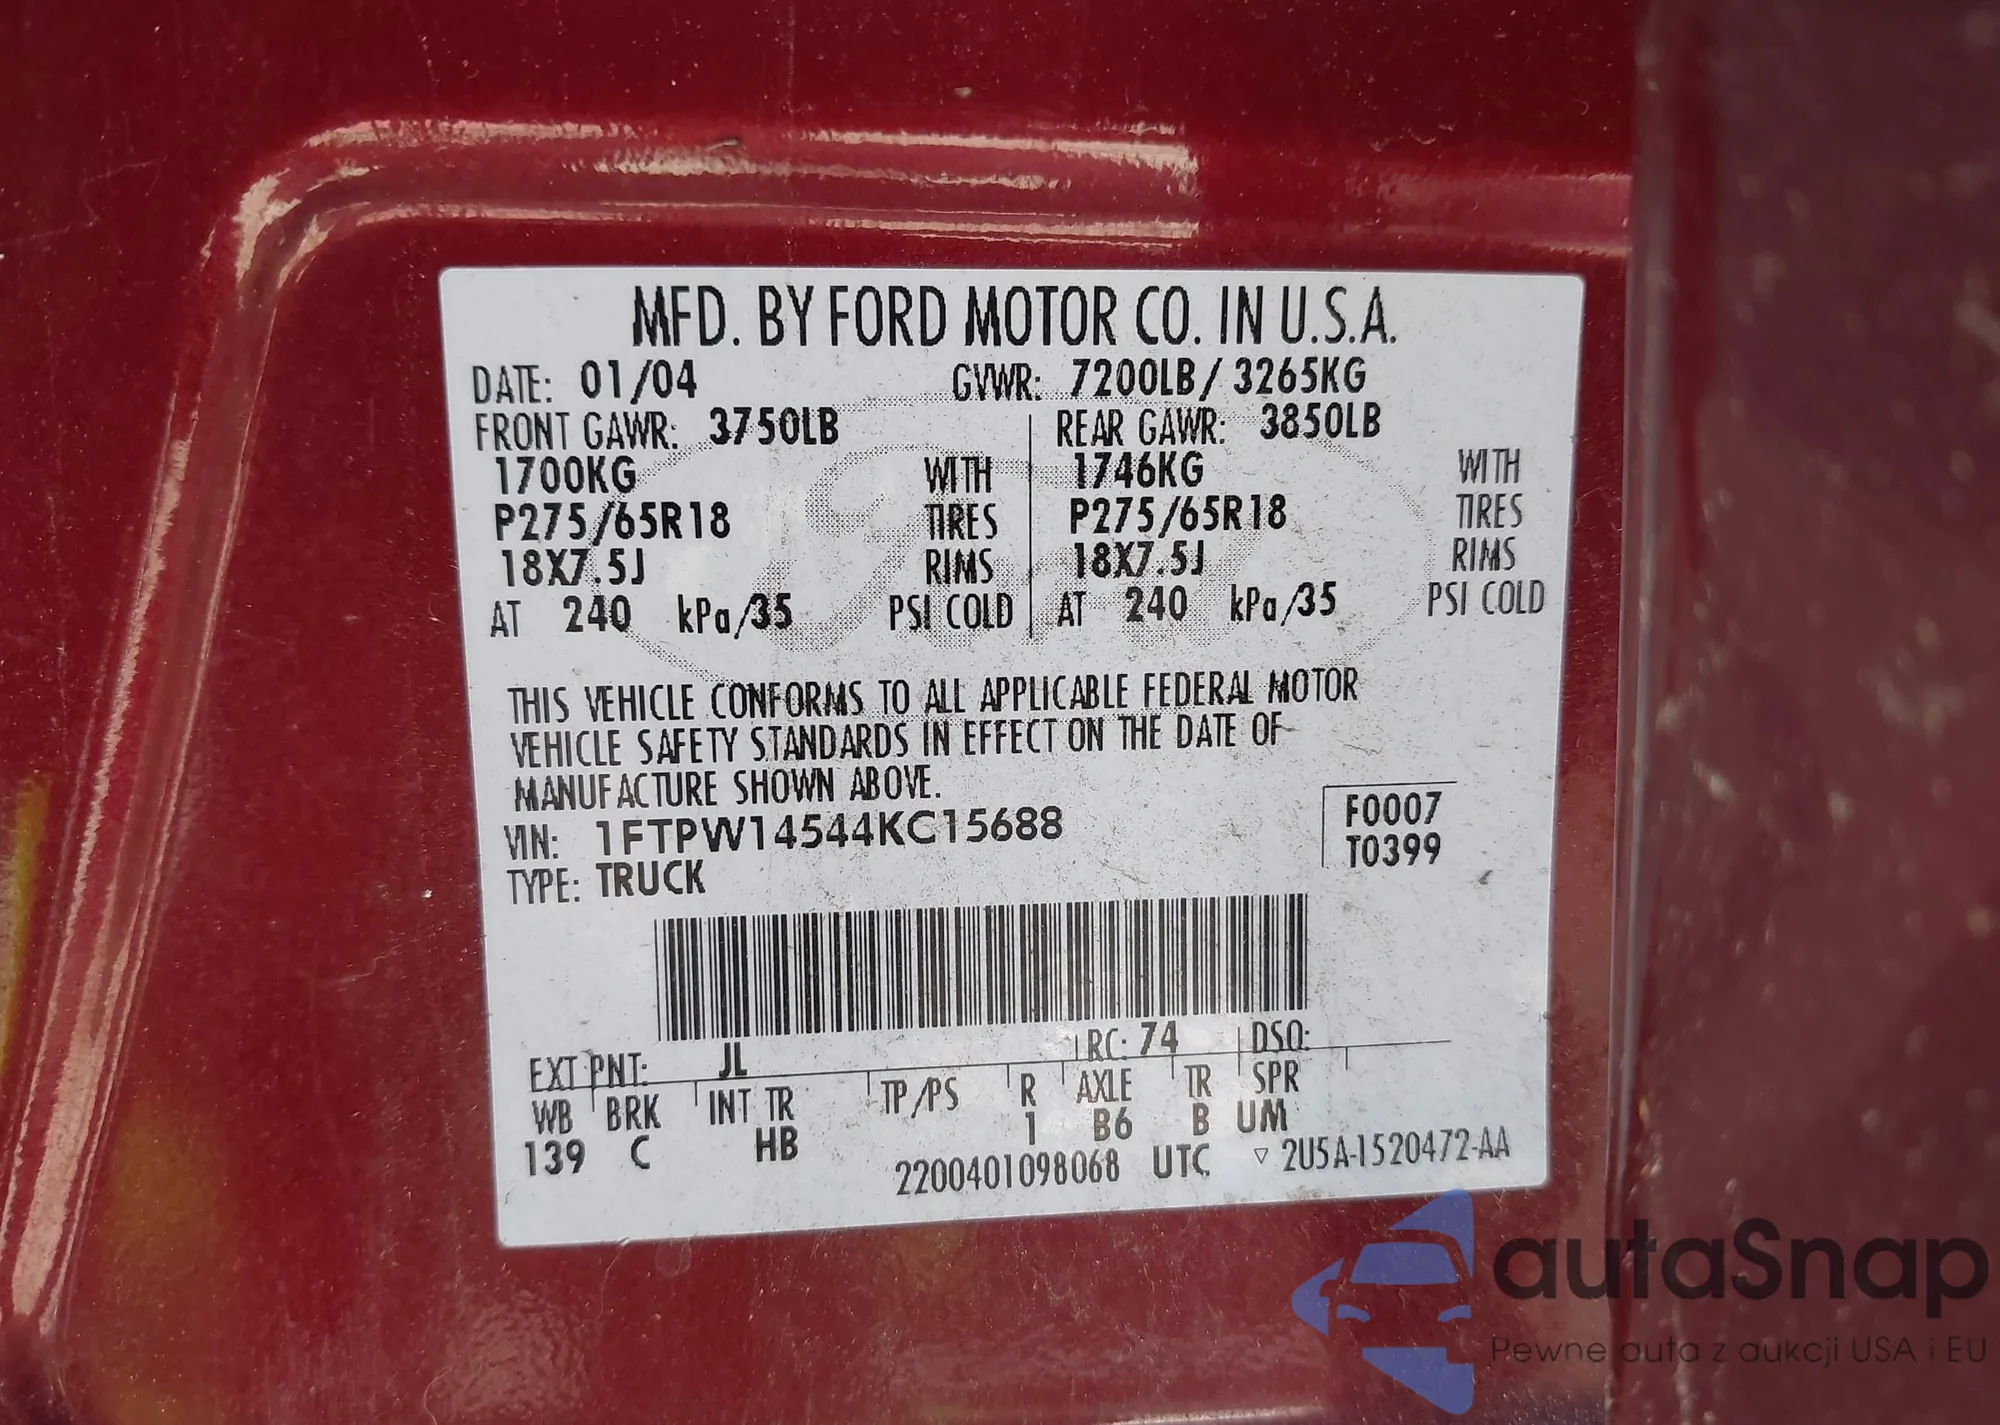 MFD. BY FORD MOTOR CO. IN U.S.A.
DATE: 01/04 GVWR: 7200LB/ 3265KG
FRONT GAWR: 3750LB REAR GAWR: 3850LB
1700KG WITH 1746KG WITH
P275/65R18 TIRES P275/65R18 TIRES
18X7.5J RIMS 18X7.5J RIMS
AT 240 kPa/35 PSI COLD AT 240 kPa/35 PSI COLD
THIS VEHICLE CONFORMS TO ALL APPLICABLE FEDERAL MOTOR
VEHICLE SAFETY STANDARDS IN EFFECT ON THE DATE OF
MANUFACTURE SHOWN ABOVE.
VIN: 1FTPW14544KC15688 F0007
TYPE: TRUCK T0399
EXT PNT: JL RC: 74 DSO:
WB BRK INT TR TP/PS R AXLE TR SPR
139 C HB 1 B6 B UM
2200401098068 UTC ▽ 2U5A-1520472-AA
autaSnap
Pewne auta z aukcji USA i EU